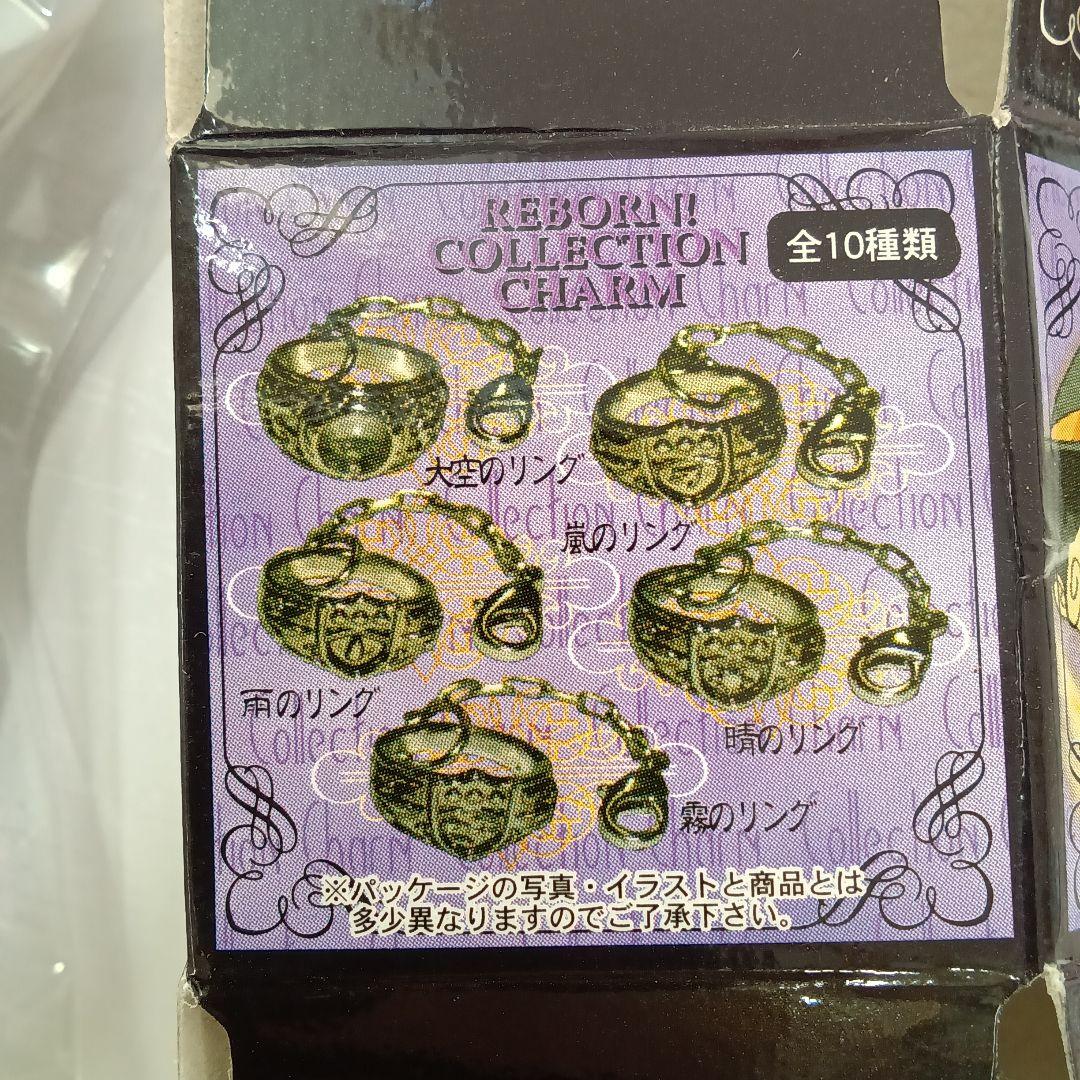 REBORN!
COLLECTION
CHARM
全10種類
大空のリング
嵐のリング
雨のリング
晴のリング
霧のリング
※パッケージの写真・イラストと商品とは
多少異なりますのでご了承下さい。